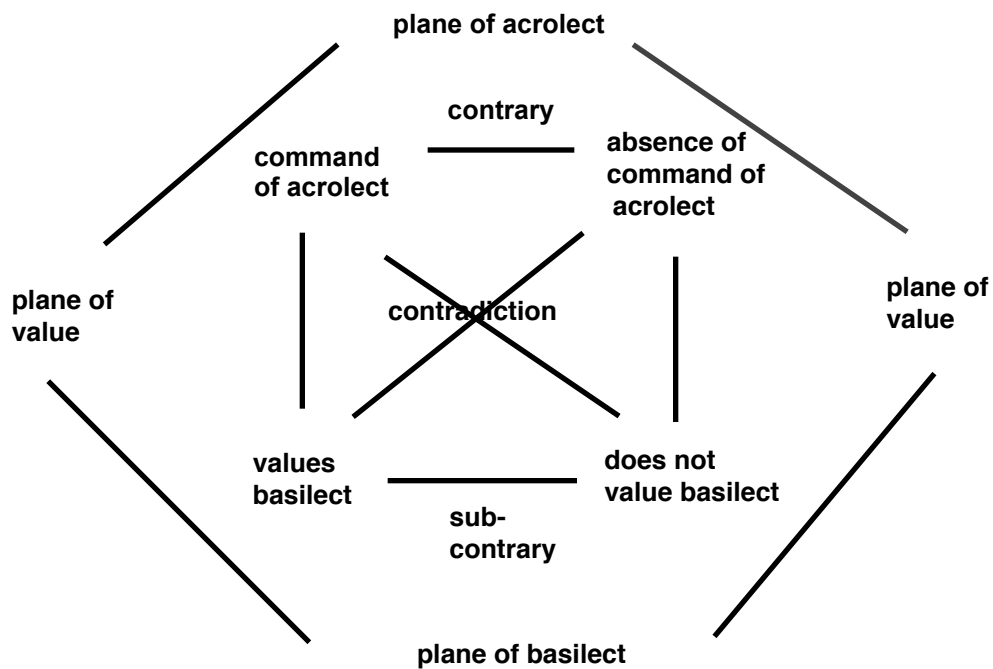 plane of acrolect
contrary
command
of acrolect
absence of
command of
acrolect
plane of
value
contradiction
plane of
value
values
basilect
does not
value basilect
sub-
contrary
plane of basilect